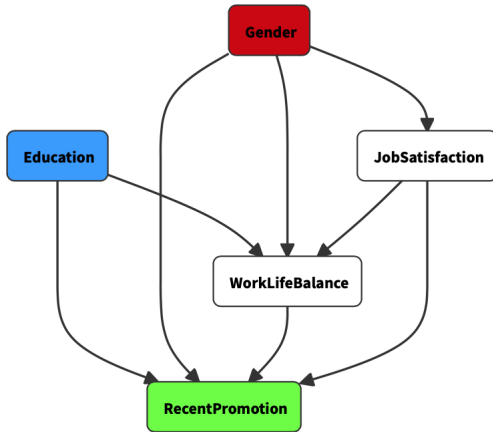 Gender
Education
JobSatisfaction
WorkLifeBalance
RecentPromotion